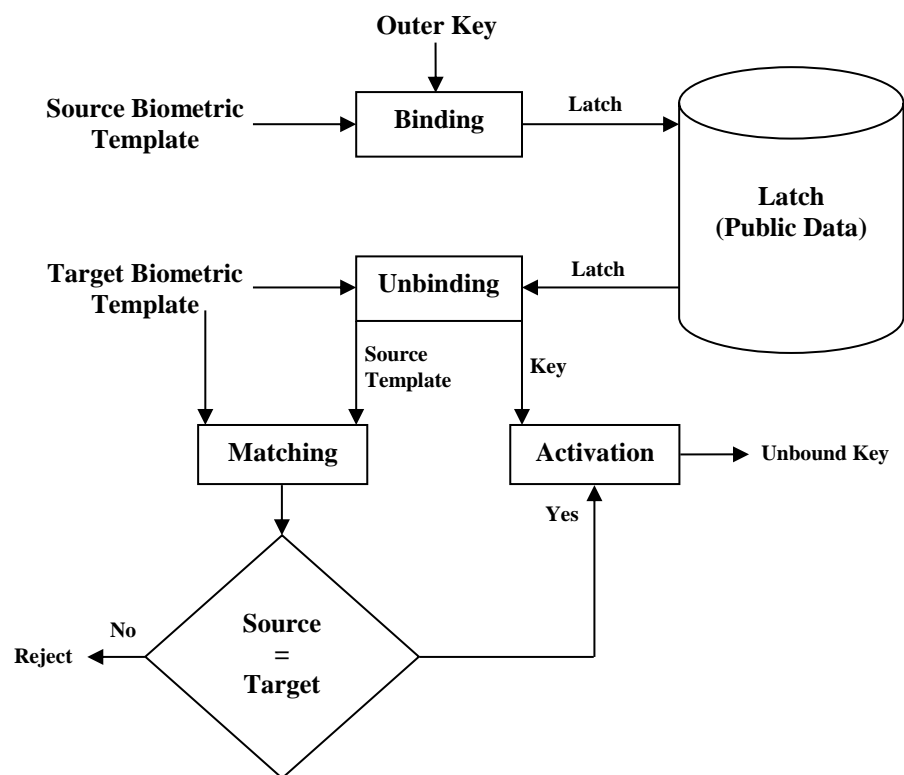 Outer Key
Source Biometric
Template
Binding
Latch
Latch
(Public Data)
Target Biometric
Template
Unbinding
Latch
Source
Template
Key
Matching
Activation
Unbound Key
Yes
No
Source
=
Target
Reject